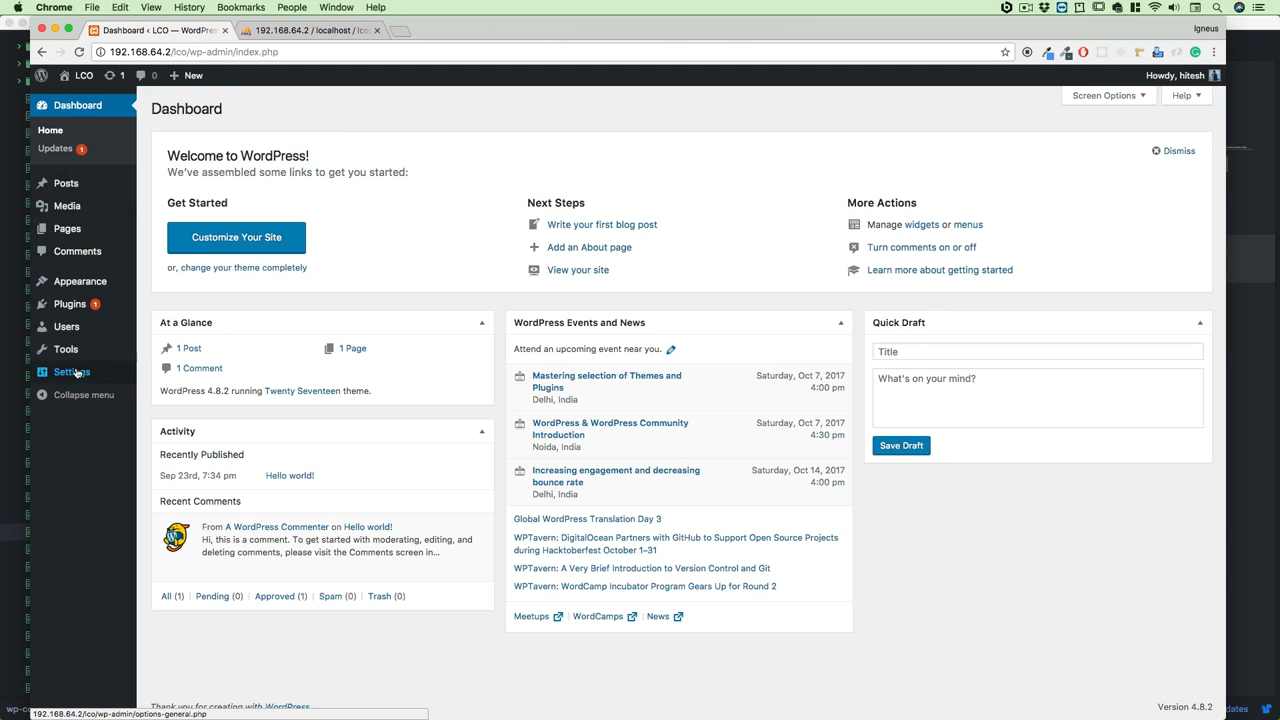 Chrome File Edit View History Bookmarks People Window Help
Dashboard ‹ LCO — WordPres
192.168.64.2 / localhost / lco
Igneus
192.168.64.2/lco/wp-admin/index.php
LCO 1 0 New
Howdy, hitesh
Dashboard
Home
Updates 1
Posts
Media
Pages
Comments
Appearance
Plugins 1
Users
Tools
Settings
Collapse menu
Screen Options
Help
Dashboard
Welcome to WordPress!
We've assembled some links to get you started:
Dismiss
Get Started
Customize Your Site
or, change your theme completely
Next Steps
Write your first blog post
Add an About page
View your site
More Actions
Manage widgets or menus
Turn comments on or off
Learn more about getting started
At a Glance
1 Post
1 Page
1 Comment
WordPress 4.8.2 running Twenty Seventeen theme.
Activity
Recently Published
Sep 23rd, 7:34 pm Hello world!
Recent Comments
From A WordPress Commenter on Hello world!
Hi, this is a comment. To get started with moderating, editing, and
deleting comments, please visit the Comments screen in…
All (1) | Pending (0) | Approved (1) | Spam (0) | Trash (0)
WordPress Events and News
Attend an upcoming event near you.
Mastering selection of Themes and
Plugins
Delhi, India
Saturday, Oct 7, 2017
4:00 pm
WordPress & WordPress Community
Introduction
Noida, India
Saturday, Oct 7, 2017
4:30 pm
Increasing engagement and decreasing
bounce rate
Delhi, India
Saturday, Oct 14, 2017
4:00 pm
Global WordPress Translation Day 3
WPTavern: DigitalOcean Partners with GitHub to Support Open Source Projects
during Hacktoberfest October 1–31
WPTavern: A Very Brief Introduction to Version Control and Git
WPTavern: WordCamp Incubator Program Gears Up for Round 2
Meetups | WordCamps | News
Quick Draft
Title
What's on your mind?
Save Draft
Thank you for creating with WordPress.
Version 4.8.2
192.168.64.2/lco/wp-admin/options-general.php
wp-c
dates